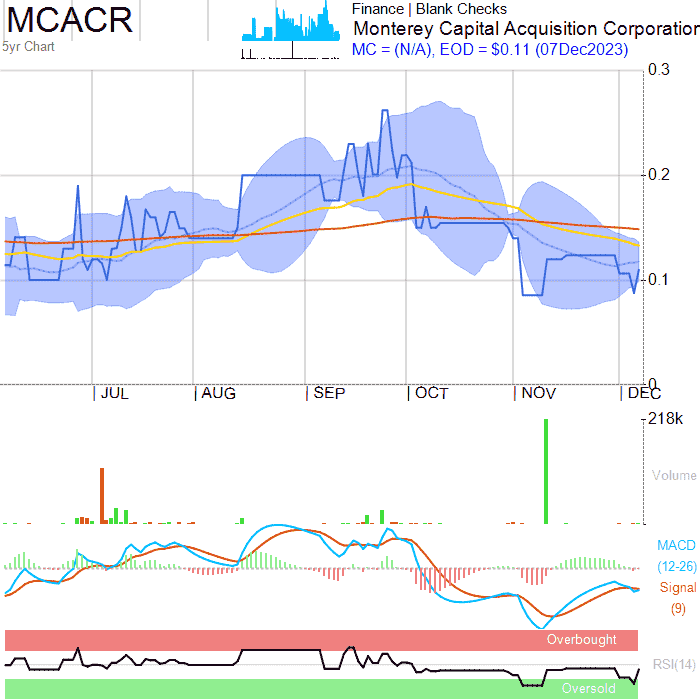 MCACR
5yr Chart
Finance | Blank Checks
Monterey Capital Acquisition Corporation
MC = (N/A), EOD = $0.11 (07Dec2023)
0.3
0.2
0.1
0
JUL AUG SEP OCT NOV DEC
218k
Volume
MACD
(12-26)
Signal
(9)
Overbought
RSI(14)
Oversold